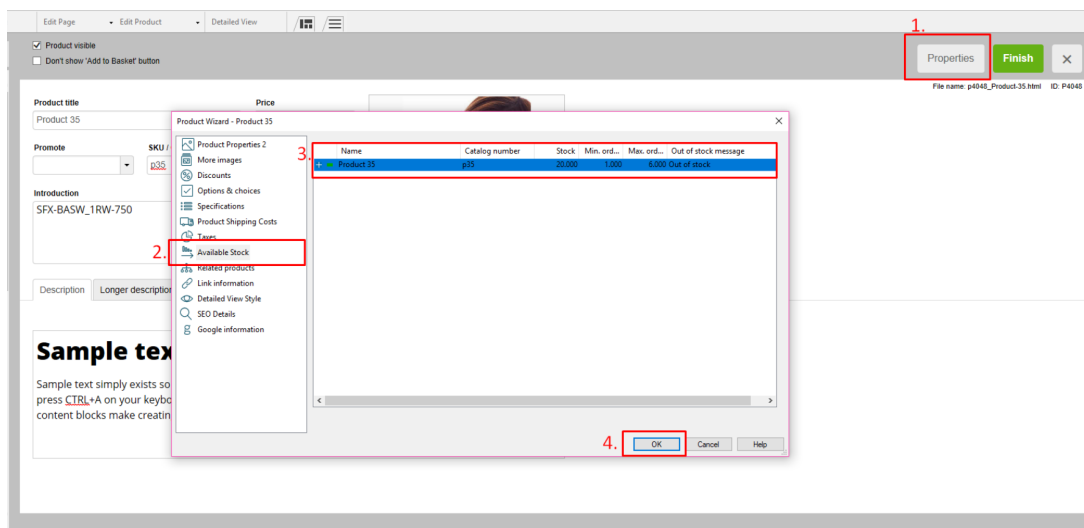 Edit Page Edit Product Detailed View
1.
Product visible
Don't show 'Add to Basket' button
Properties Finish
File name: p4048_Product-35.html ID: P4048
Product title Price
Product 35
Promote SKU /
p35
Introduction
SFX-BASW_1RW-750
Description Longer description
Sample tex
Sample text simply exists so
press CTRL+A on your keybo
content blocks make creatin
Product Wizard - Product 35
Product Properties 2
More images
Discounts
Options & choices
Specifications
Product Shipping Costs
Taxes
2.
Available Stock
Related products
Link information
Detailed View Style
SEO Details
Google information
3.
Name Catalog number Stock Min. ord... Max. ord... Out of stock message
Product 35 p35 20.000 1.000 6.000 Out of stock
4.
OK Cancel Help